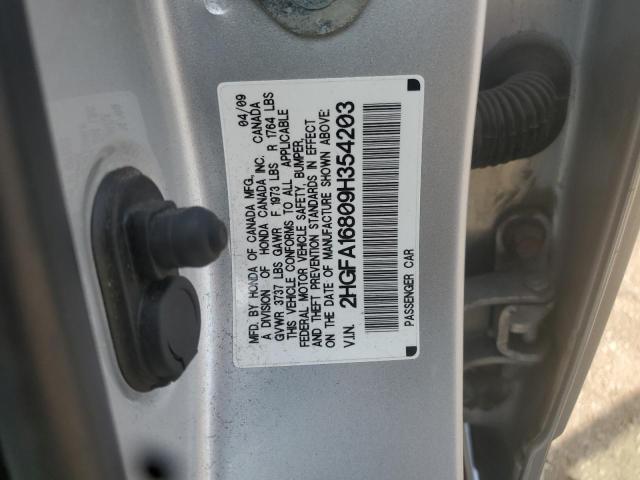 MFD. BY HONDA OF CANADA MFG. 04/09
A DIVISION OF HONDA CANADA INC. CANADA
GVWR 3737 LBS GAWR F 1973 LBS R 1764 LBS
THIS VEHICLE CONFORMS TO ALL APPLICABLE
FEDERAL MOTOR VEHICLE SAFETY, BUMPER,
AND THEFT PREVENTION STANDARDS IN EFFECT
ON THE DATE OF MANUFACTURE SHOWN ABOVE.
V.I.N. 2HGFA16809H354203
PASSENGER CAR